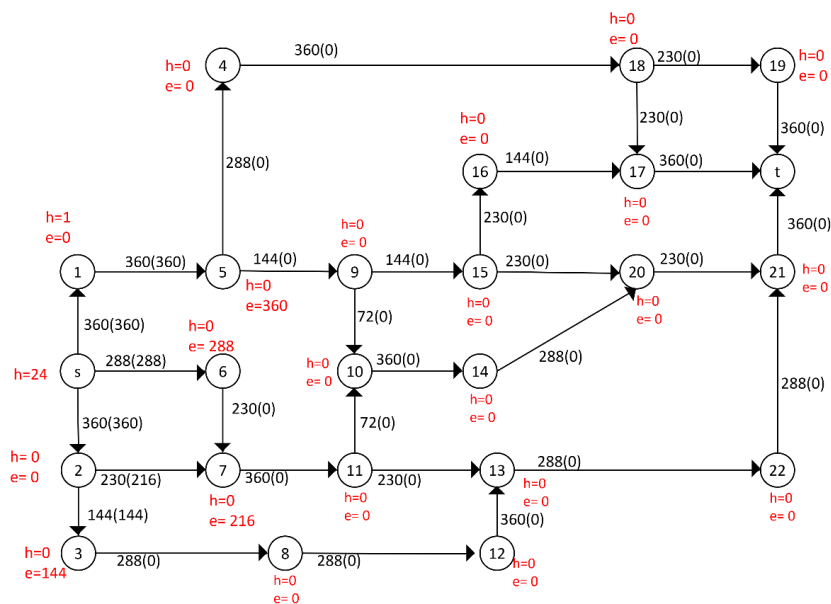 h=0
e= 0
360(0)
18
230(0)
19
h=0
e= 0
h=0
e= 0
4
230(0)
360(0)
h=0
e= 0
288(0)
16
144(0)
17
360(0)
t
h=1
e=0
230(0)
h=0
e= 0
360(0)
h=0
e= 0
1
360(360)
5
144(0)
9
144(0)
15
230(0)
20
230(0)
21
h=0
e= 0
h=0
e=360
h=0
e= 0
h=0
e= 0
360(360)
72(0)
h=0
e= 288
h=24
s
288(288)
6
h=0
e= 0
10
360(0)
14
288(0)
288(0)
h=0
e= 0
360(360)
230(0)
72(0)
h= 0
e= 0
2
230(216)
7
360(0)
11
230(0)
13
288(0)
22
h=0
e= 216
h=0
e= 0
h=0
e= 0
h=0
e= 0
144(144)
360(0)
h=0
e=144
3
288(0)
8
288(0)
12
h=0
e= 0
h=0
e= 0